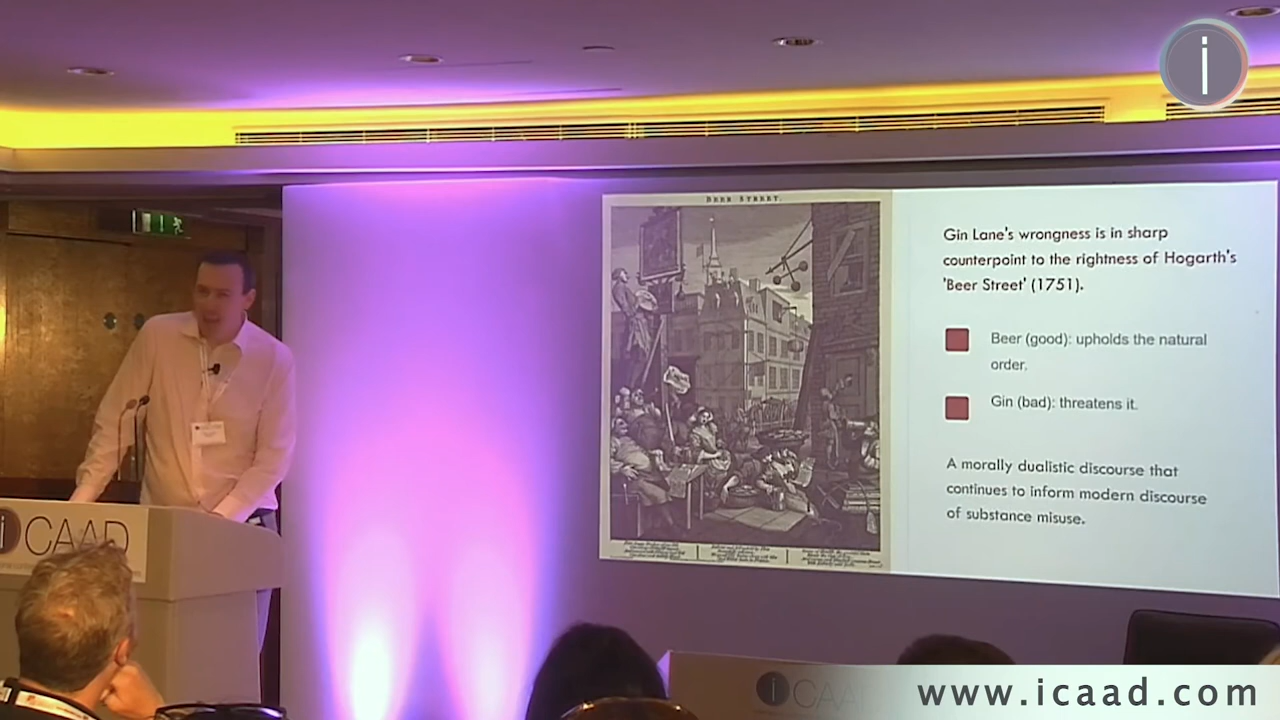 i
BEER STREET.
Gin Lane's wrongness is in sharp
counterpoint to the rightness of Hogarth's
'Beer Street' (1751).
Beer (good): upholds the natural
order.
Gin (bad): threatens it.
A morally dualistic discourse that
continues to inform modern discourse
of substance misuse.
iCAAD
iCAAD
www.icaad.com